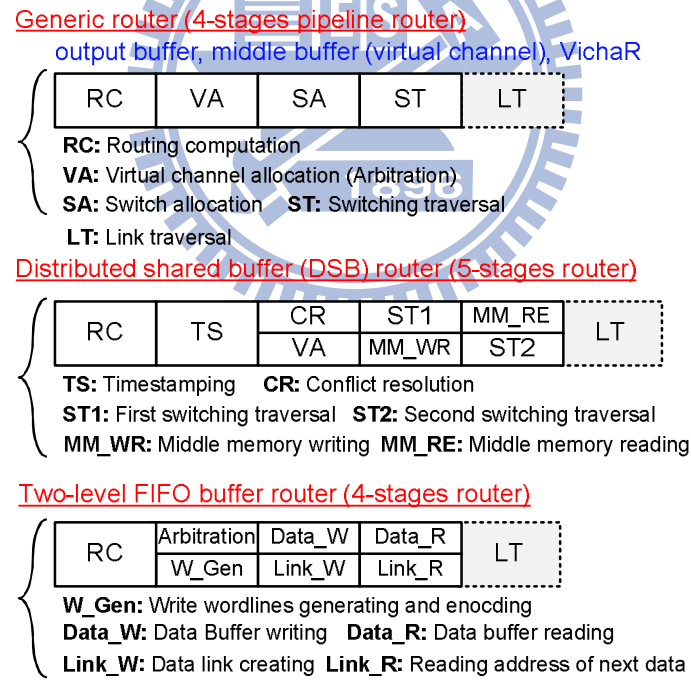 Generic router (4-stages pipeline router)
output buffer, middle buffer (virtual channel), VichaR
RC VA SA ST LT
RC: Routing computation
VA: Virtual channel allocation (Arbitration)
SA: Switch allocation ST: Switching traversal
LT: Link traversal
1896
Distributed shared buffer (DSB) router (5-stages router)
RC TS CR ST1 MM_RE LT
VA MM_WR ST2
TS: Timestamping CR: Conflict resolution
ST1: First switching traversal ST2: Second switching traversal
MM_WR: Middle memory writing MM_RE: Middle memory reading
Two-level FIFO buffer router (4-stages router)
RC Arbitration Data_W Data_R LT
W_Gen Link_W Link_R
W_Gen: Write wordlines generating and enocding
Data_W: Data Buffer writing Data_R: Data buffer reading
Link_W: Data link creating Link_R: Reading address of next data